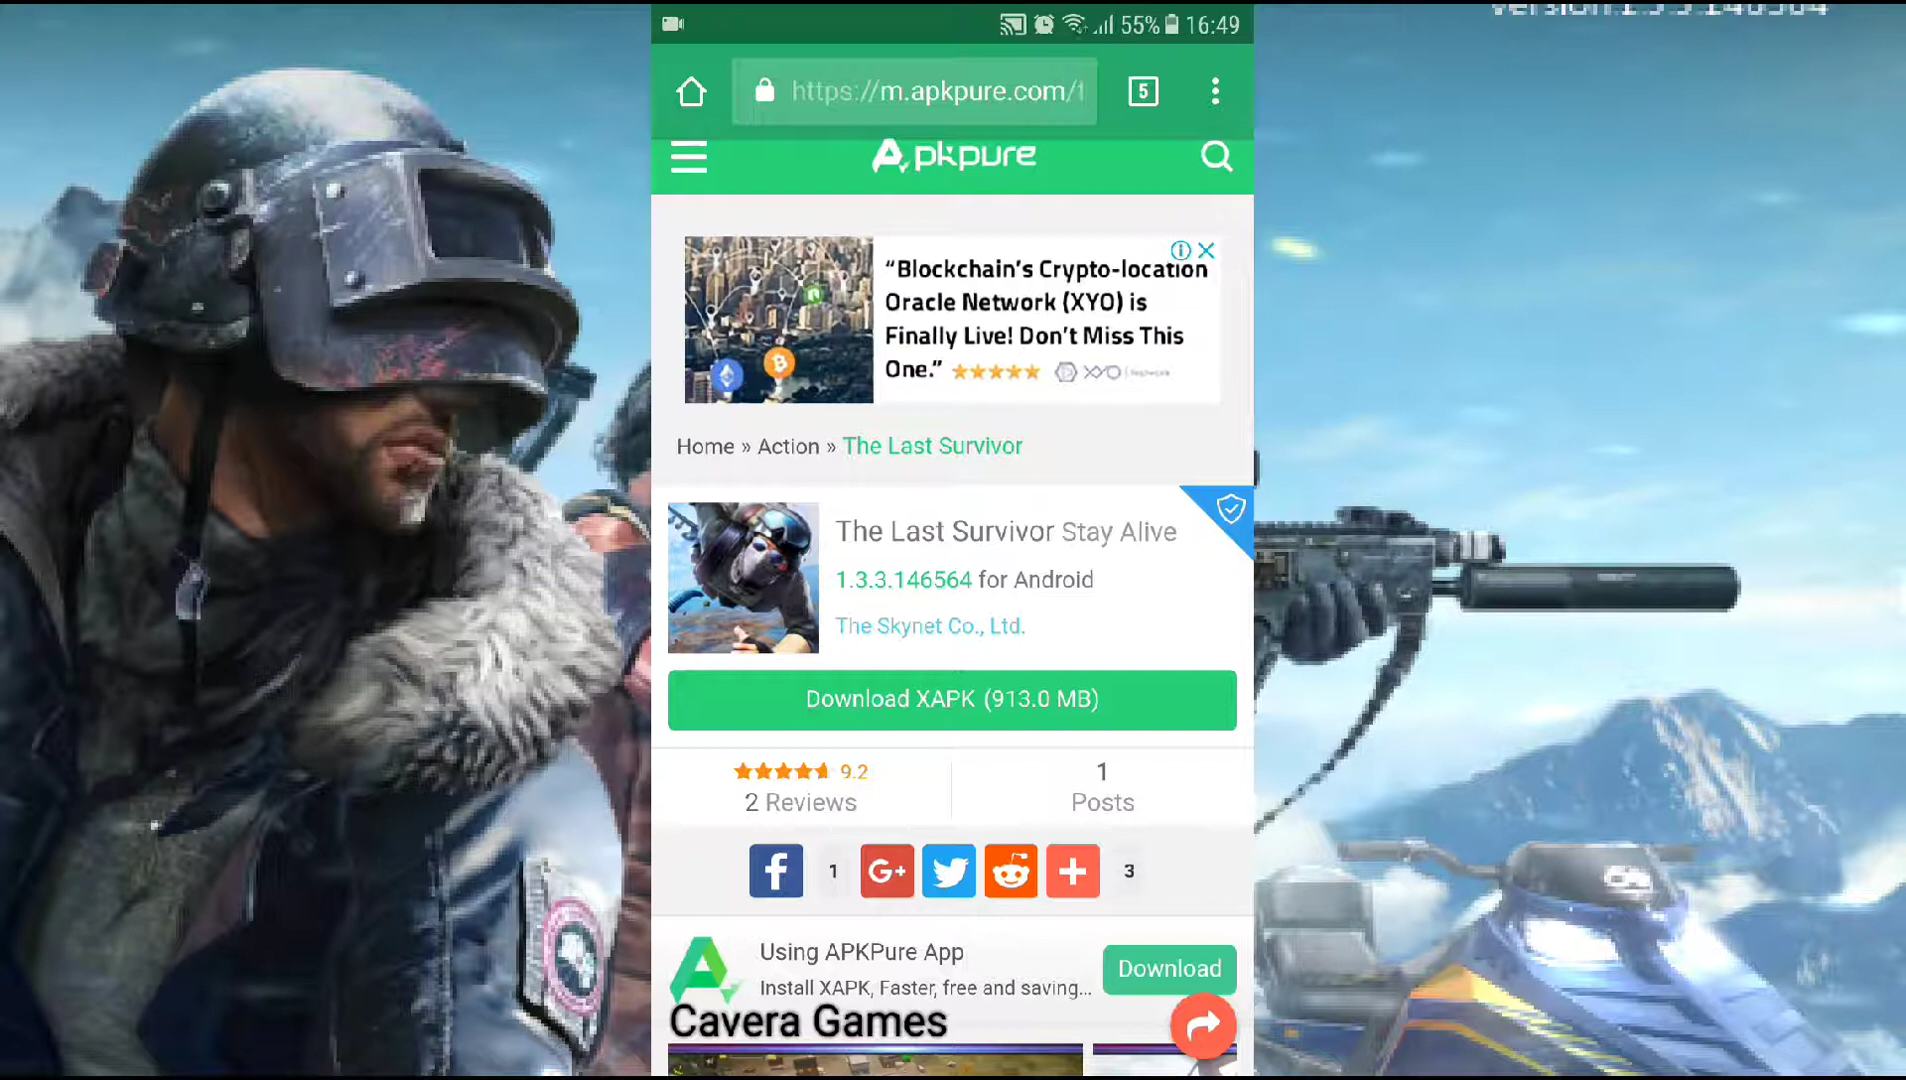 55% 16:49
https://m.apkpure.com/t
5
Apkpure
“Blockchain’s Crypto-location
Oracle Network (XYO) is
Finally Live! Don’t Miss This
One.” XYO Network
Home » Action » The Last Survivor
The Last Survivor Stay Alive
1.3.3.146564 for Android
The Skynet Co., Ltd.
Download XAPK (913.0 MB)
9.2
2 Reviews
1
Posts
f 1 G+ 3
Using APKPure App
Install XAPK, Faster, free and saving...
Download
Cavera Games